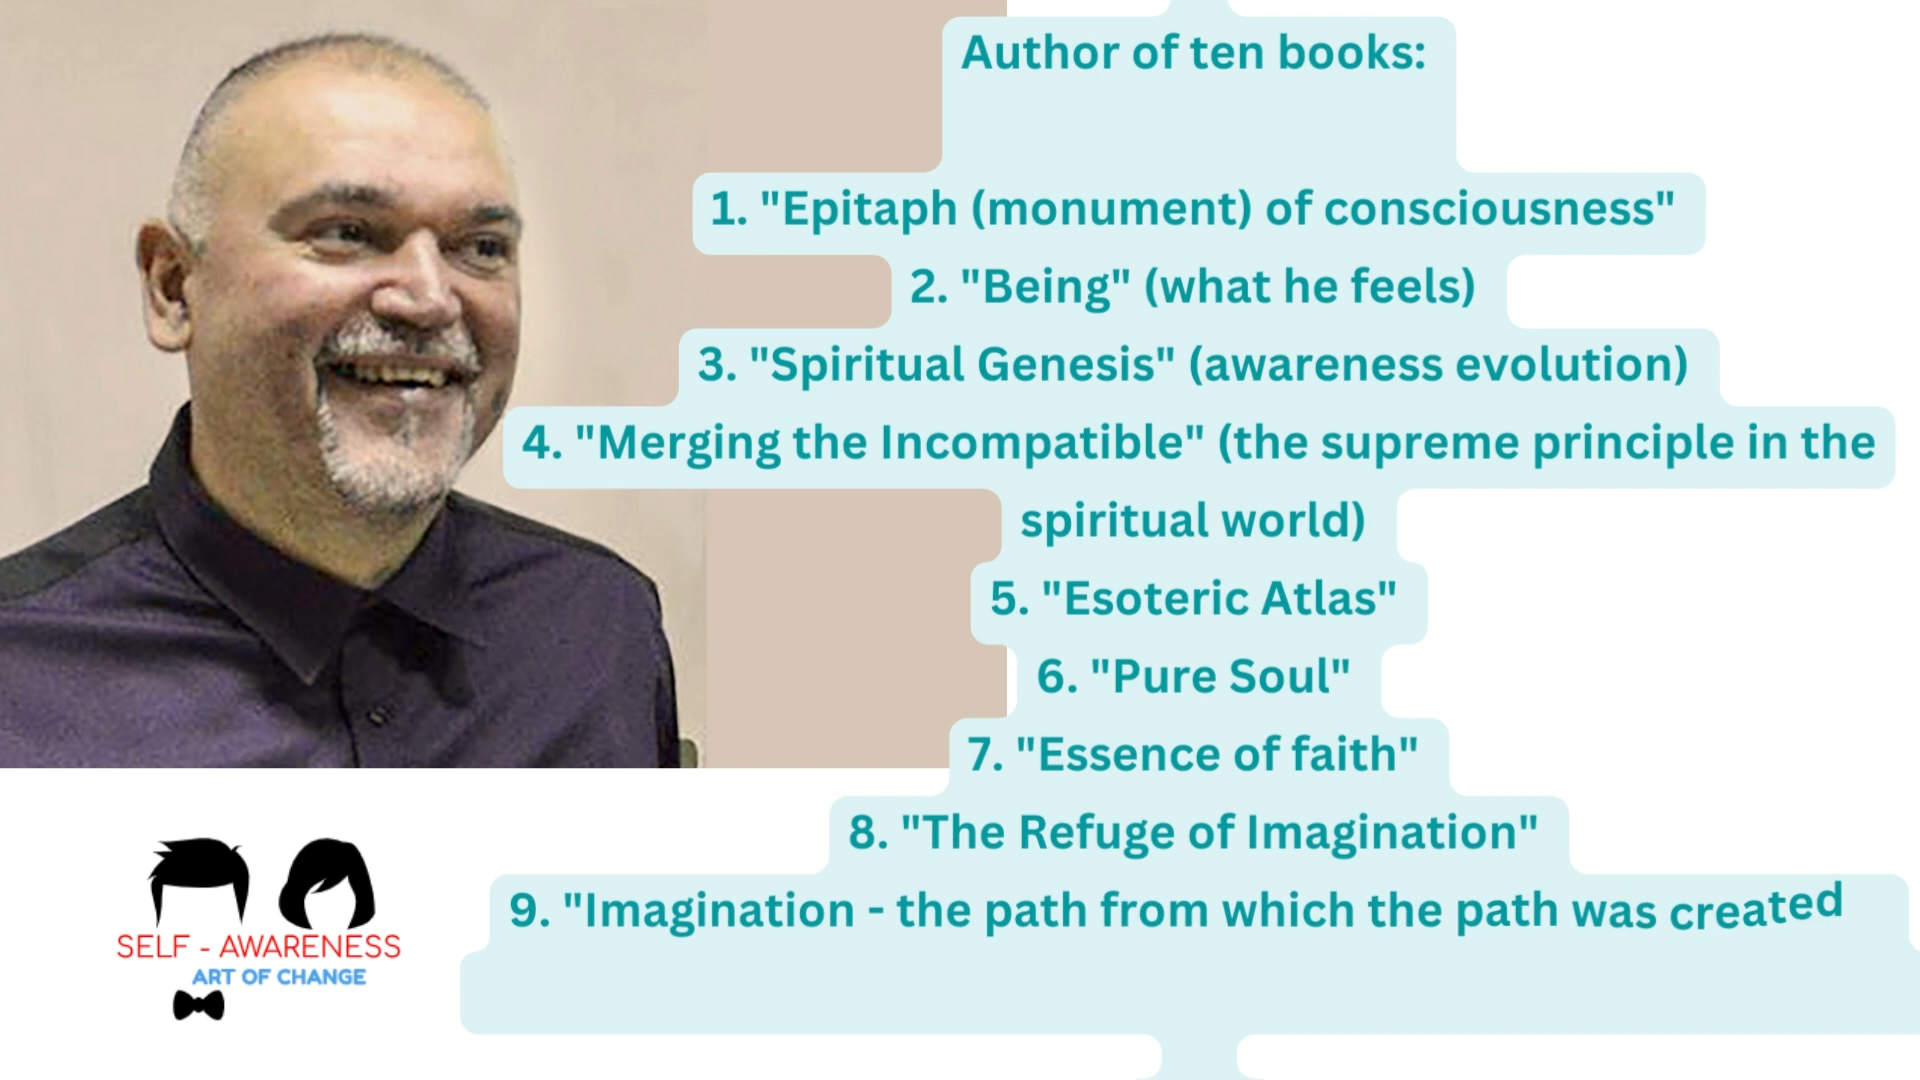 Author of ten books:
1. "Epitaph (monument) of consciousness"
2. "Being" (what he feels)
3. "Spiritual Genesis" (awareness evolution)
4. "Merging the Incompatible" (the supreme principle in the
spiritual world)
5. "Esoteric Atlas"
6. "Pure Soul"
7. "Essence of faith"
8. "The Refuge of Imagination"
9. "Imagination - the path from which the path was created
SELF - AWARENESS
ART OF CHANGE